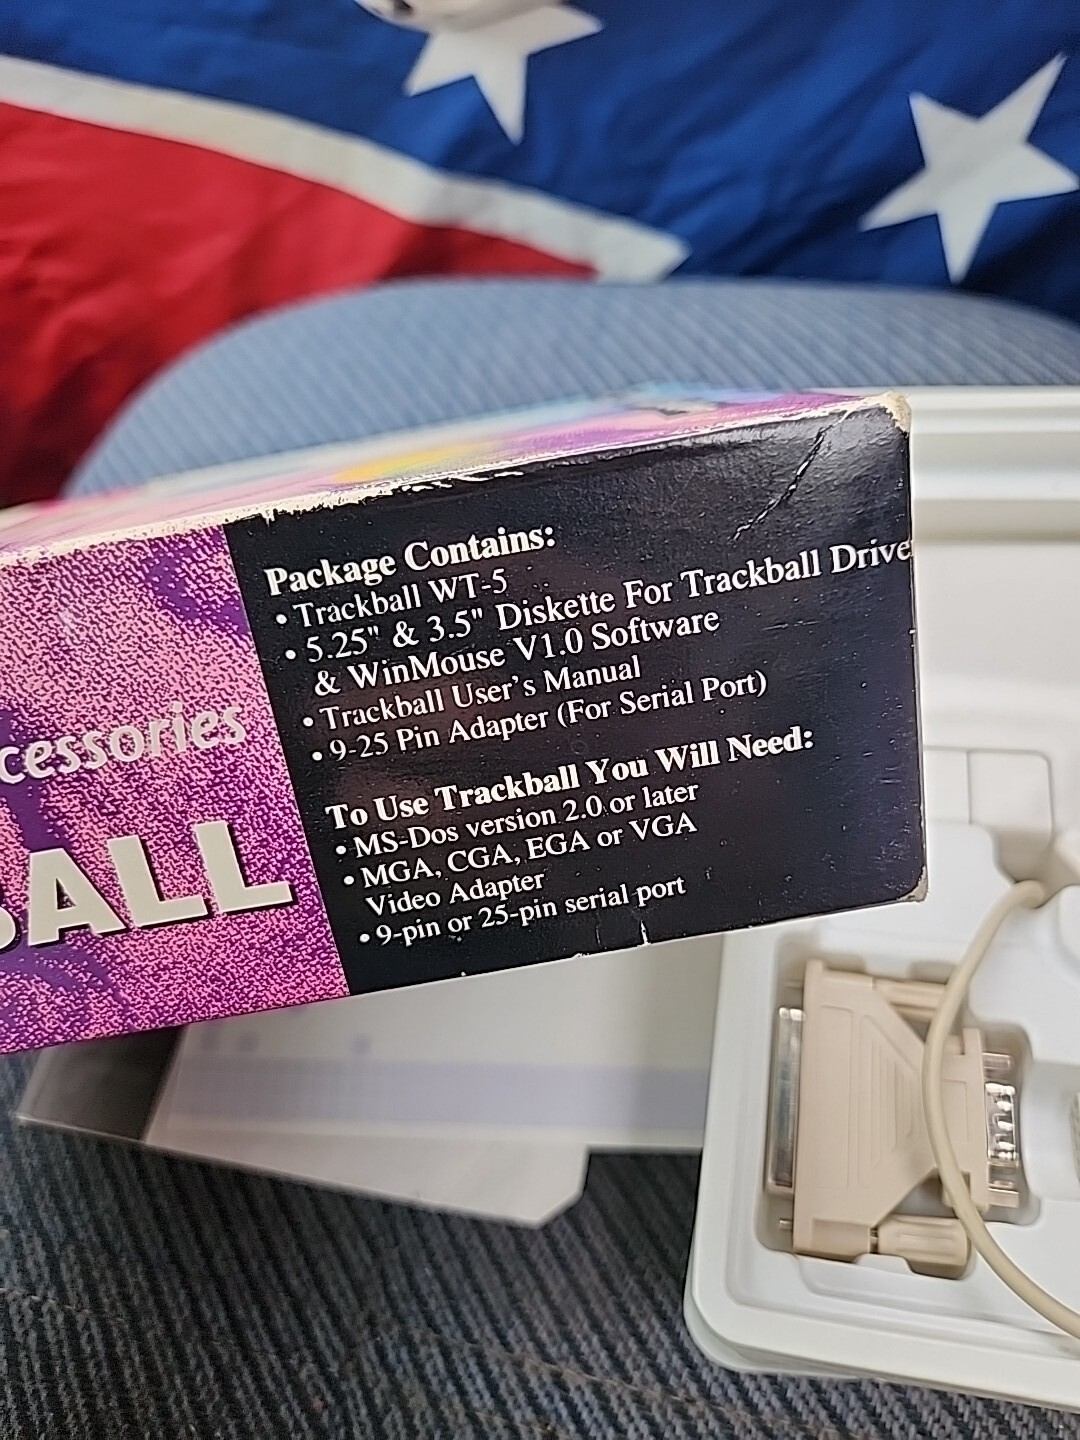 cessories
BALL
Package Contains:
• Trackball WT-5
• 5.25" & 3.5" Diskette For Trackball Drive
& WinMouse V1.0 Software
• Trackball User's Manual
• 9-25 Pin Adapter (For Serial Port)
To Use Trackball You Will Need:
• MS-Dos version 2.0 or later
• MGA, CGA, EGA or VGA
Video Adapter
• 9-pin or 25-pin serial port